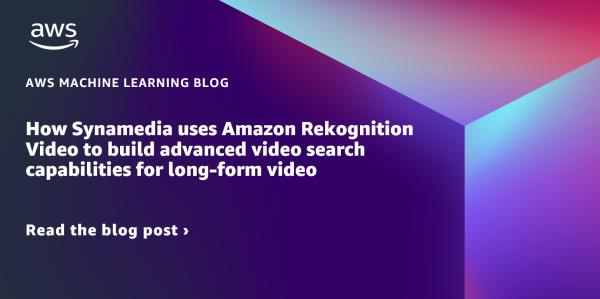 aws
AWS MACHINE LEARNING BLOG
How Synamedia uses Amazon Rekognition
Video to build advanced video search
capabilities for long-form video
Read the blog post ›